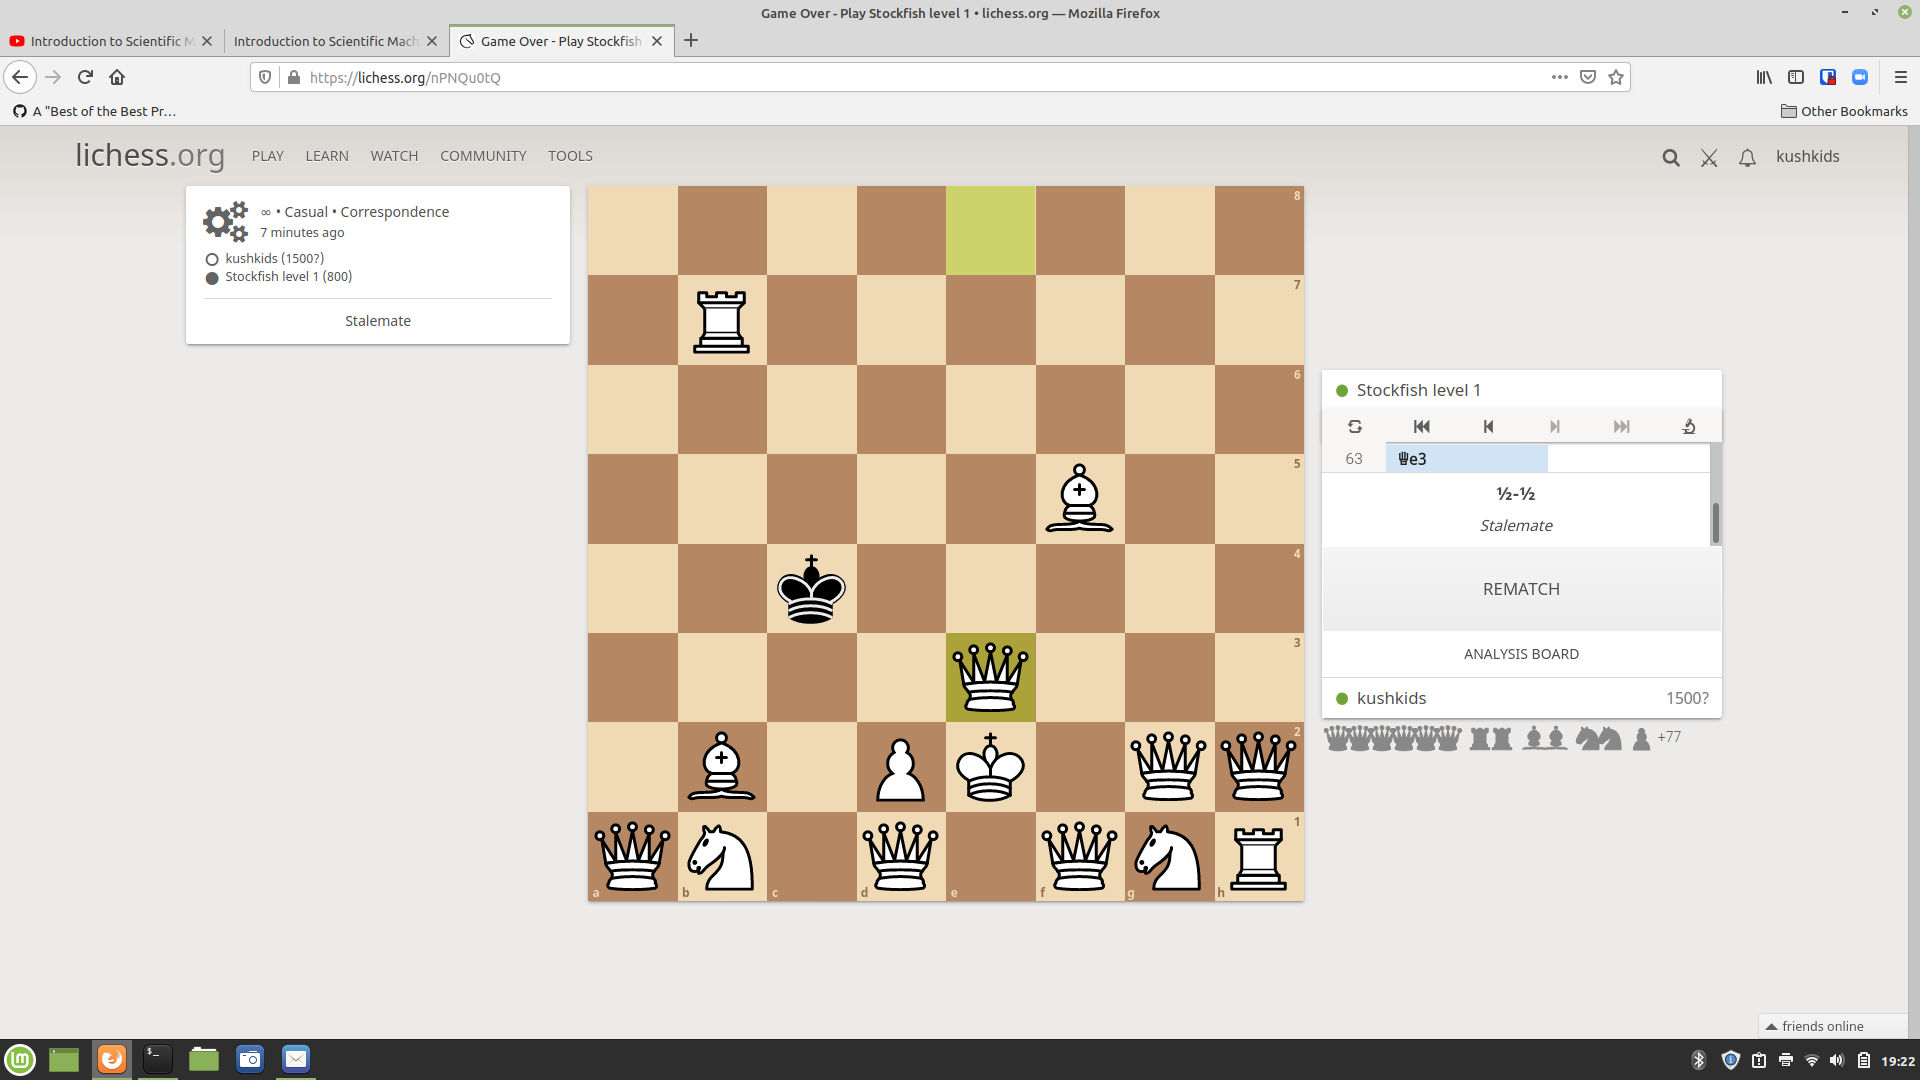 Game Over - Play Stockfish level 1 • lichess.org — Mozilla Firefox
Introduction to Scientific M
Introduction to Scientific Mach
Game Over - Play Stockfish
https://lichess.org/nPNQu0tQ
A "Best of the Best Pr…
Other Bookmarks
lichess.org
PLAY
LEARN
WATCH
COMMUNITY
TOOLS
kushkids
∞ • Casual • Correspondence
7 minutes ago
kushkids (1500?)
Stockfish level 1 (800)
Stalemate
8
7
6
5
4
3
2
1
a
b
c
d
e
f
g
h
Stockfish level 1
63 ♕e3
½-½
Stalemate
REMATCH
ANALYSIS BOARD
kushkids 1500?
+77
friends online
19:22